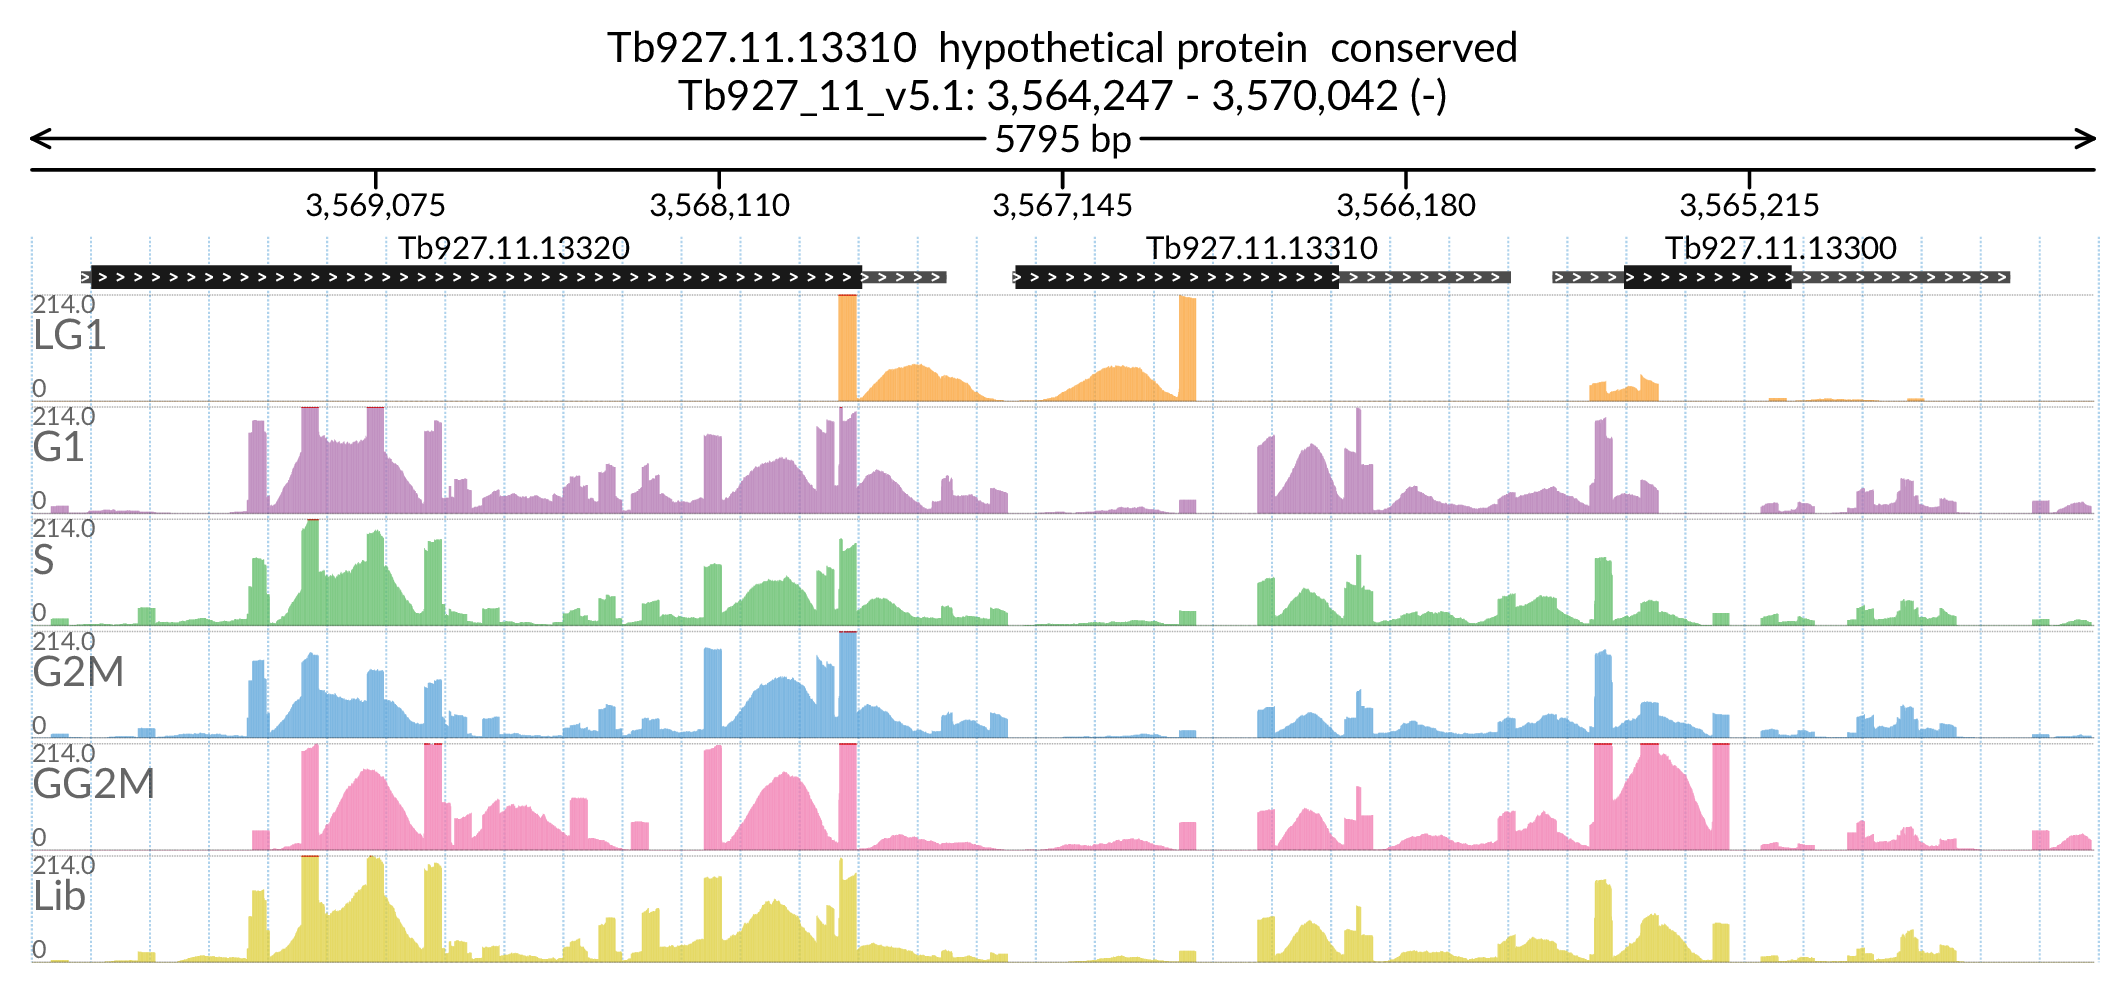 Tb927.11.13310  hypothetical protein  conserved
Tb927_11_v5.1: 3,564,247 - 3,570,042 (-)
5795 bp
3,569,075 3,568,110 3,567,145 3,566,180 3,565,215
Tb927.11.13320 Tb927.11.13310 Tb927.11.13300
214.0
LG1
0
214.0
G1
0
214.0
S
0
214.0
G2M
0
214.0
GG2M
0
214.0
Lib
0